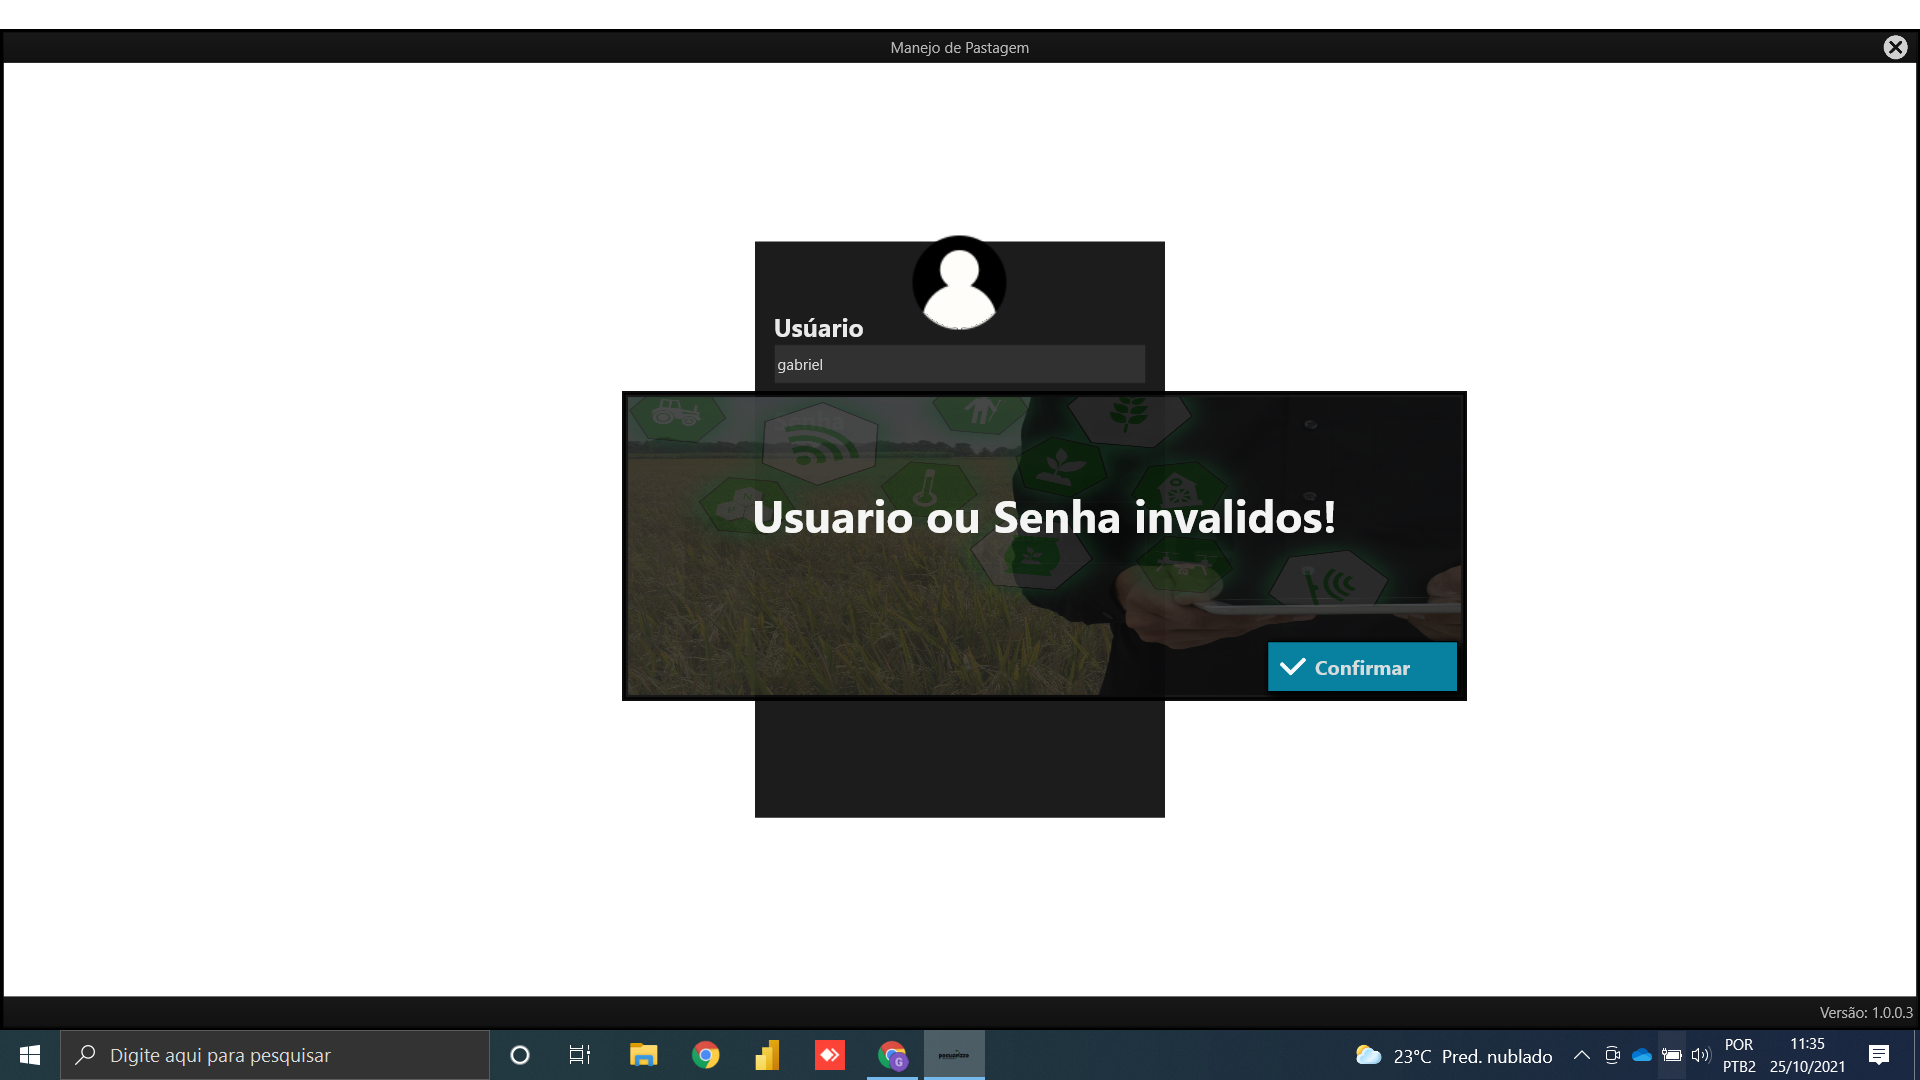 Manejo de Pastagem
Usúario
gabriel
Senha
Usuario ou Senha invalidos!
Confirmar
Versão: 1.0.0.3
Digite aqui para pesquisar
G
23°C Pred. nublado
POR
PTB2
11:35
25/10/2021